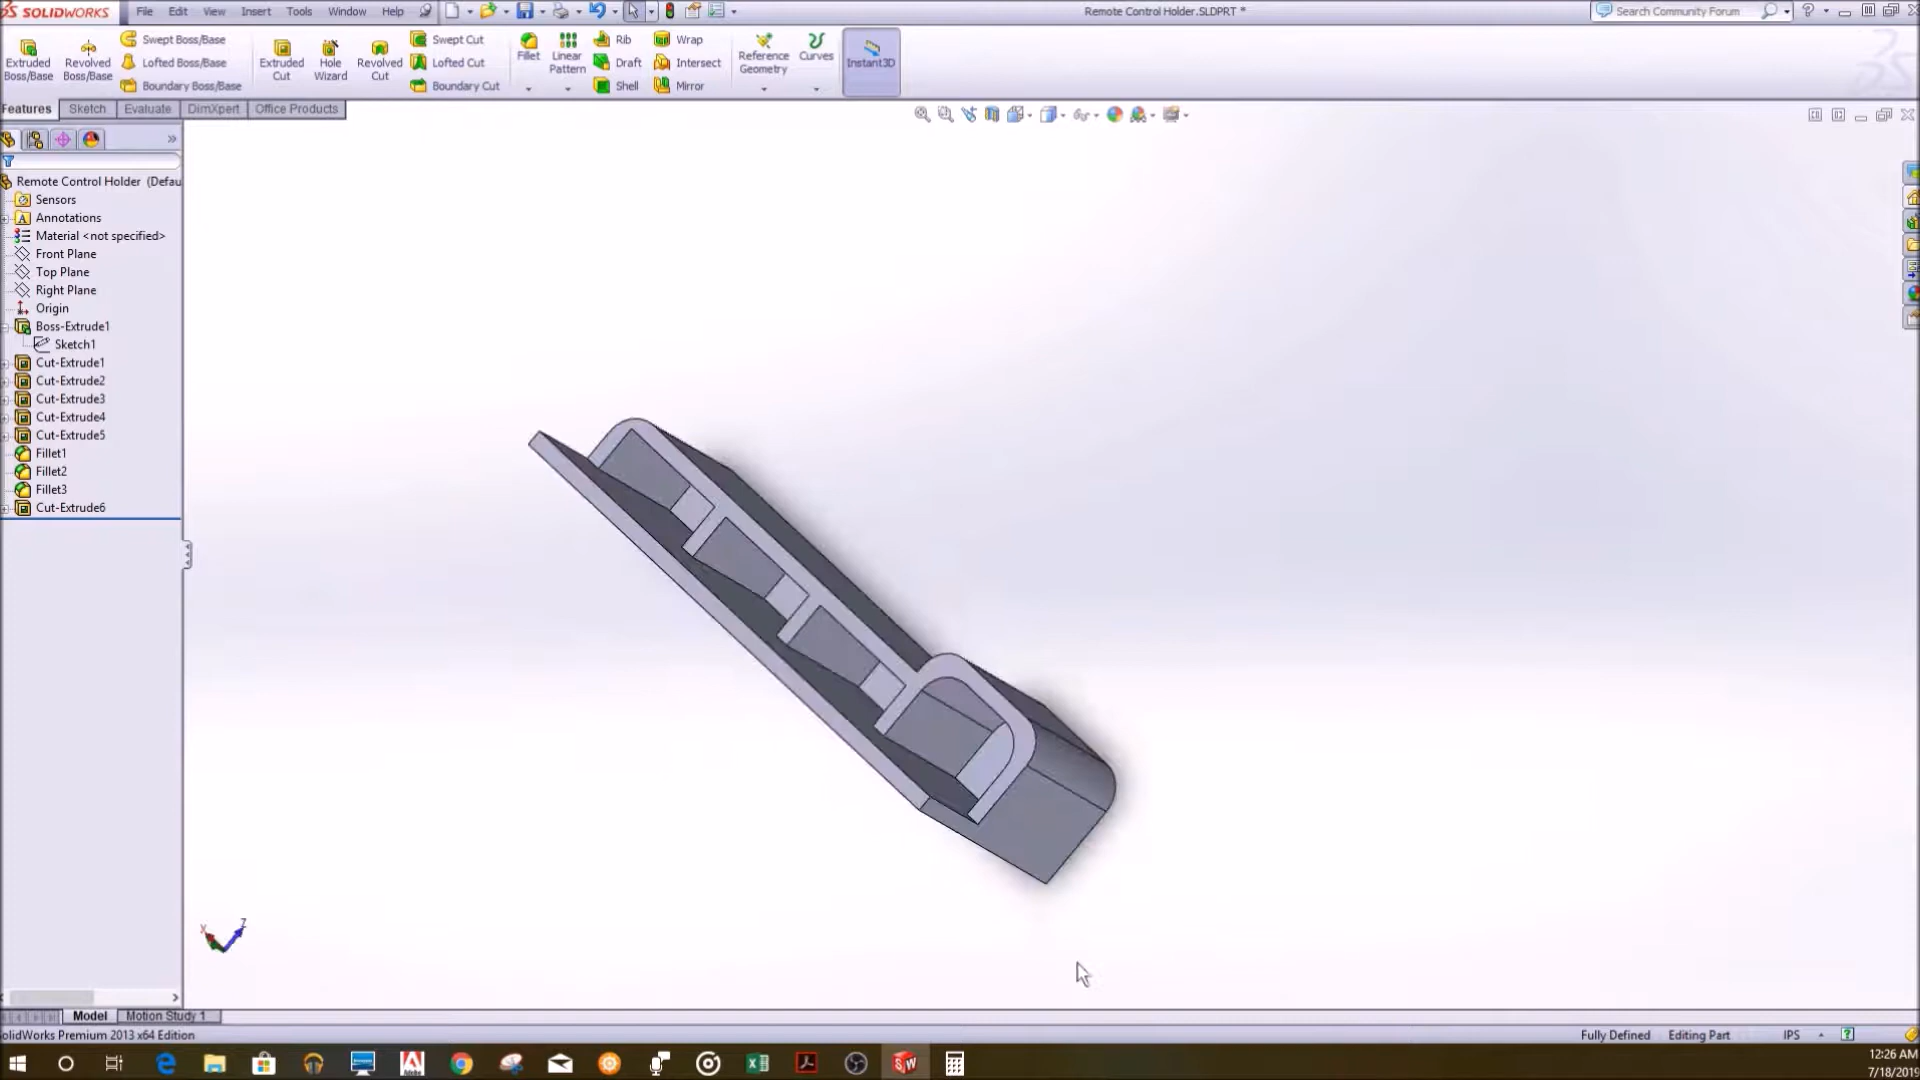 SOLIDWORKS File Edit View Insert Tools Window Help Remote Control Holder.SLDPRT * Search Community Forum ?
Extruded Boss/Base
Revolved Boss/Base
Swept Boss/Base
Lofted Boss/Base
Boundary Boss/Base
Extruded Cut
Hole Wizard
Revolved Cut
Swept Cut
Lofted Cut
Boundary Cut
Fillet
Linear Pattern
Rib
Draft
Shell
Wrap
Intersect
Mirror
Reference Geometry
Curves
Instant3D
Features Sketch Evaluate DimXpert Office Products
Remote Control Holder (Defau
Sensors
Annotations
Material <not specified>
Front Plane
Top Plane
Right Plane
Origin
Boss-Extrude1
Sketch1
Cut-Extrude1
Cut-Extrude2
Cut-Extrude3
Cut-Extrude4
Cut-Extrude5
Fillet1
Fillet2
Fillet3
Cut-Extrude6
X Z
Model Motion Study 1
SolidWorks Premium 2013 x64 Edition Fully Defined Editing Part IPS
12:26 AM
7/18/2019